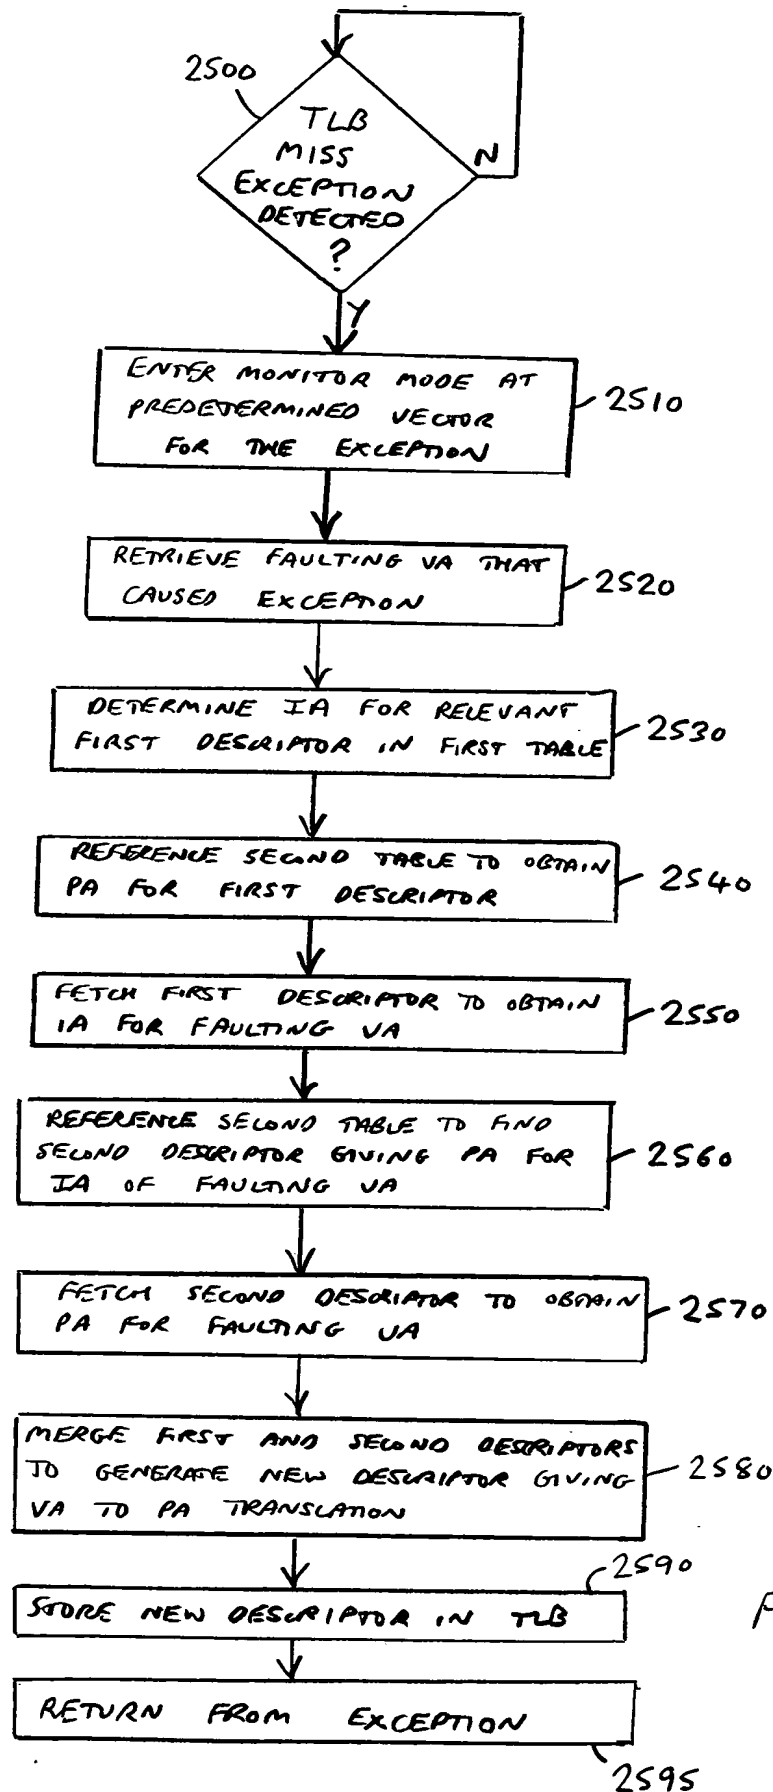 2500
TLB
MISS
EXCEPTION
DETECTED
?
N
Y
ENTER MONITOR MODE AT
PREDETERMINED VECTOR
FOR THE EXCEPTION
2510
RETRIEVE FAULTING VA THAT
CAUSED EXCEPTION
2520
DETERMINE IA FOR RELEVANT
FIRST DESCRIPTOR IN FIRST TABLE
2530
REFERENCE SECOND TABLE TO OBTAIN
PA FOR FIRST DESCRIPTOR
2540
FETCH FIRST DESCRIPTOR TO OBTAIN
IA FOR FAULTING VA
2550
REFERENCE SECOND TABLE TO FIND
SECOND DESCRIPTOR GIVING PA FOR
IA OF FAULTING VA
2560
FETCH SECOND DESCRIPTOR TO OBTAIN
PA FOR FAULTING VA
2570
MERGE FIRST AND SECOND DESCRIPTORS
TO GENERATE NEW DESCRIPTOR GIVING
VA TO PA TRANSLATION
2580
2590
STORE NEW DESCRIPTOR IN TLB
RETURN FROM EXCEPTION
2595